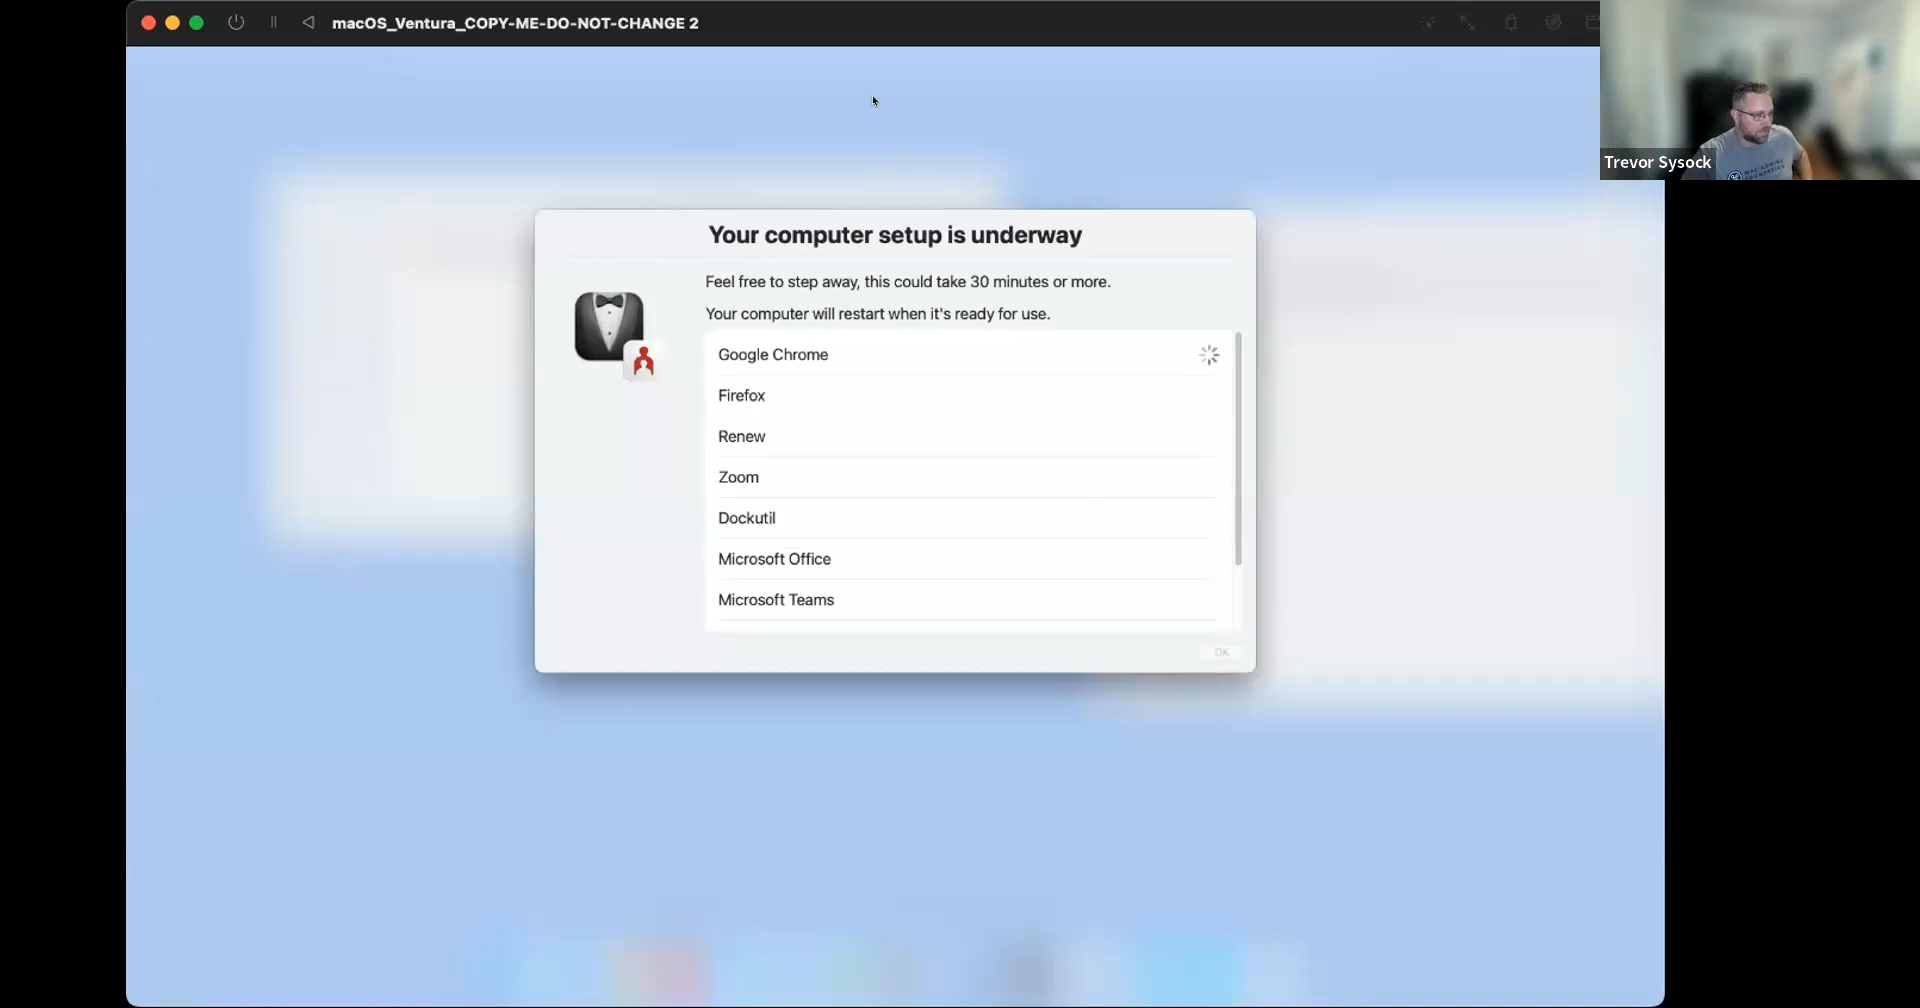 macOS_Ventura_COPY-ME-DO-NOT-CHANGE 2
Trevor Sysock
Your computer setup is underway
Feel free to step away, this could take 30 minutes or more.
Your computer will restart when it's ready for use.
Google Chrome
Firefox
Renew
Zoom
Dockutil
Microsoft Office
Microsoft Teams
OK